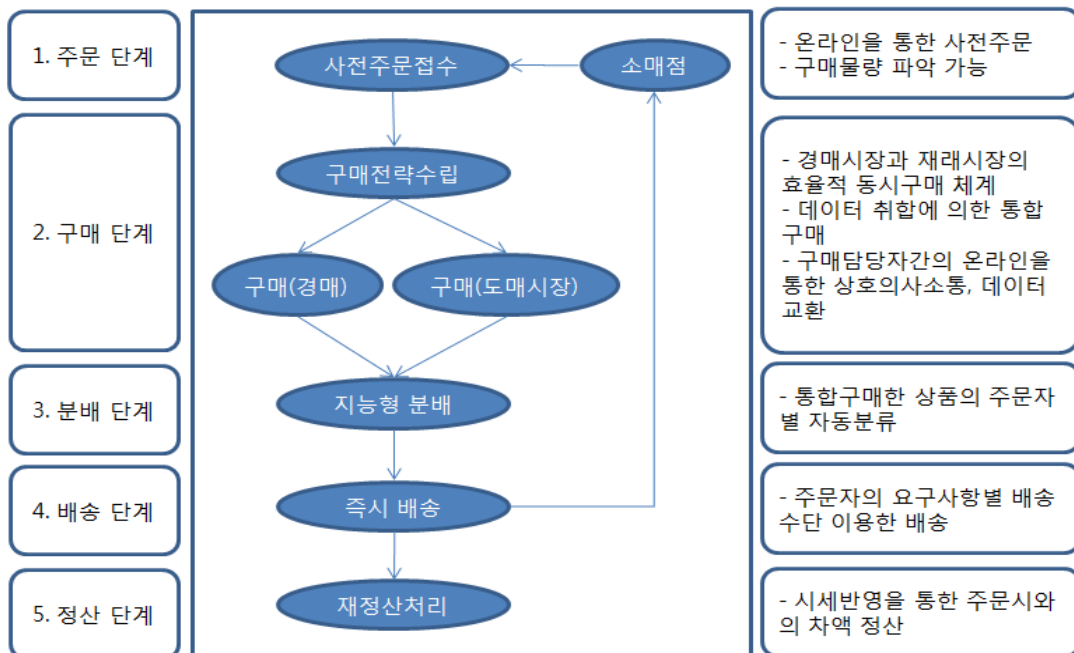 1. 주문 단계
사전주문접수
소매점
- 온라인을 통한 사전주문
- 구매물량 파악 가능
2. 구매 단계
구매전략수립
구매(경매)
구매(도매시장)
- 경매시장과 재래시장의
효율적 동시구매 체계
- 데이터 취합에 의한 통합
구매
- 구매담당자간의 온라인을
통한 상호의사소통, 데이터
교환
3. 분배 단계
지능형 분배
- 통합구매한 상품의 주문자
별 자동분류
4. 배송 단계
즉시 배송
- 주문자의 요구사항별 배송
수단 이용한 배송
5. 정산 단계
재정산처리
- 시세반영을 통한 주문시와
의 차액 정산